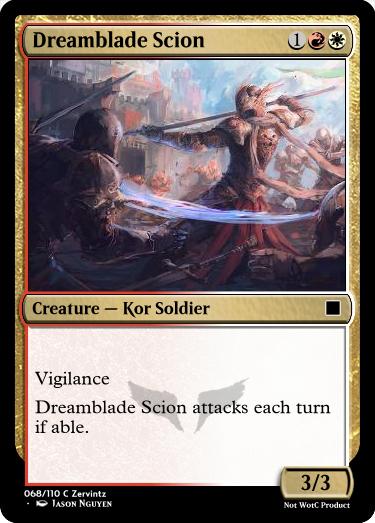 Dreamblade Scion 1
Creature — Kor Soldier
Vigilance
Dreamblade Scion attacks each turn
if able.
3/3
068/110 C Zervintz
· Jason Nguyen
Not WotC Product